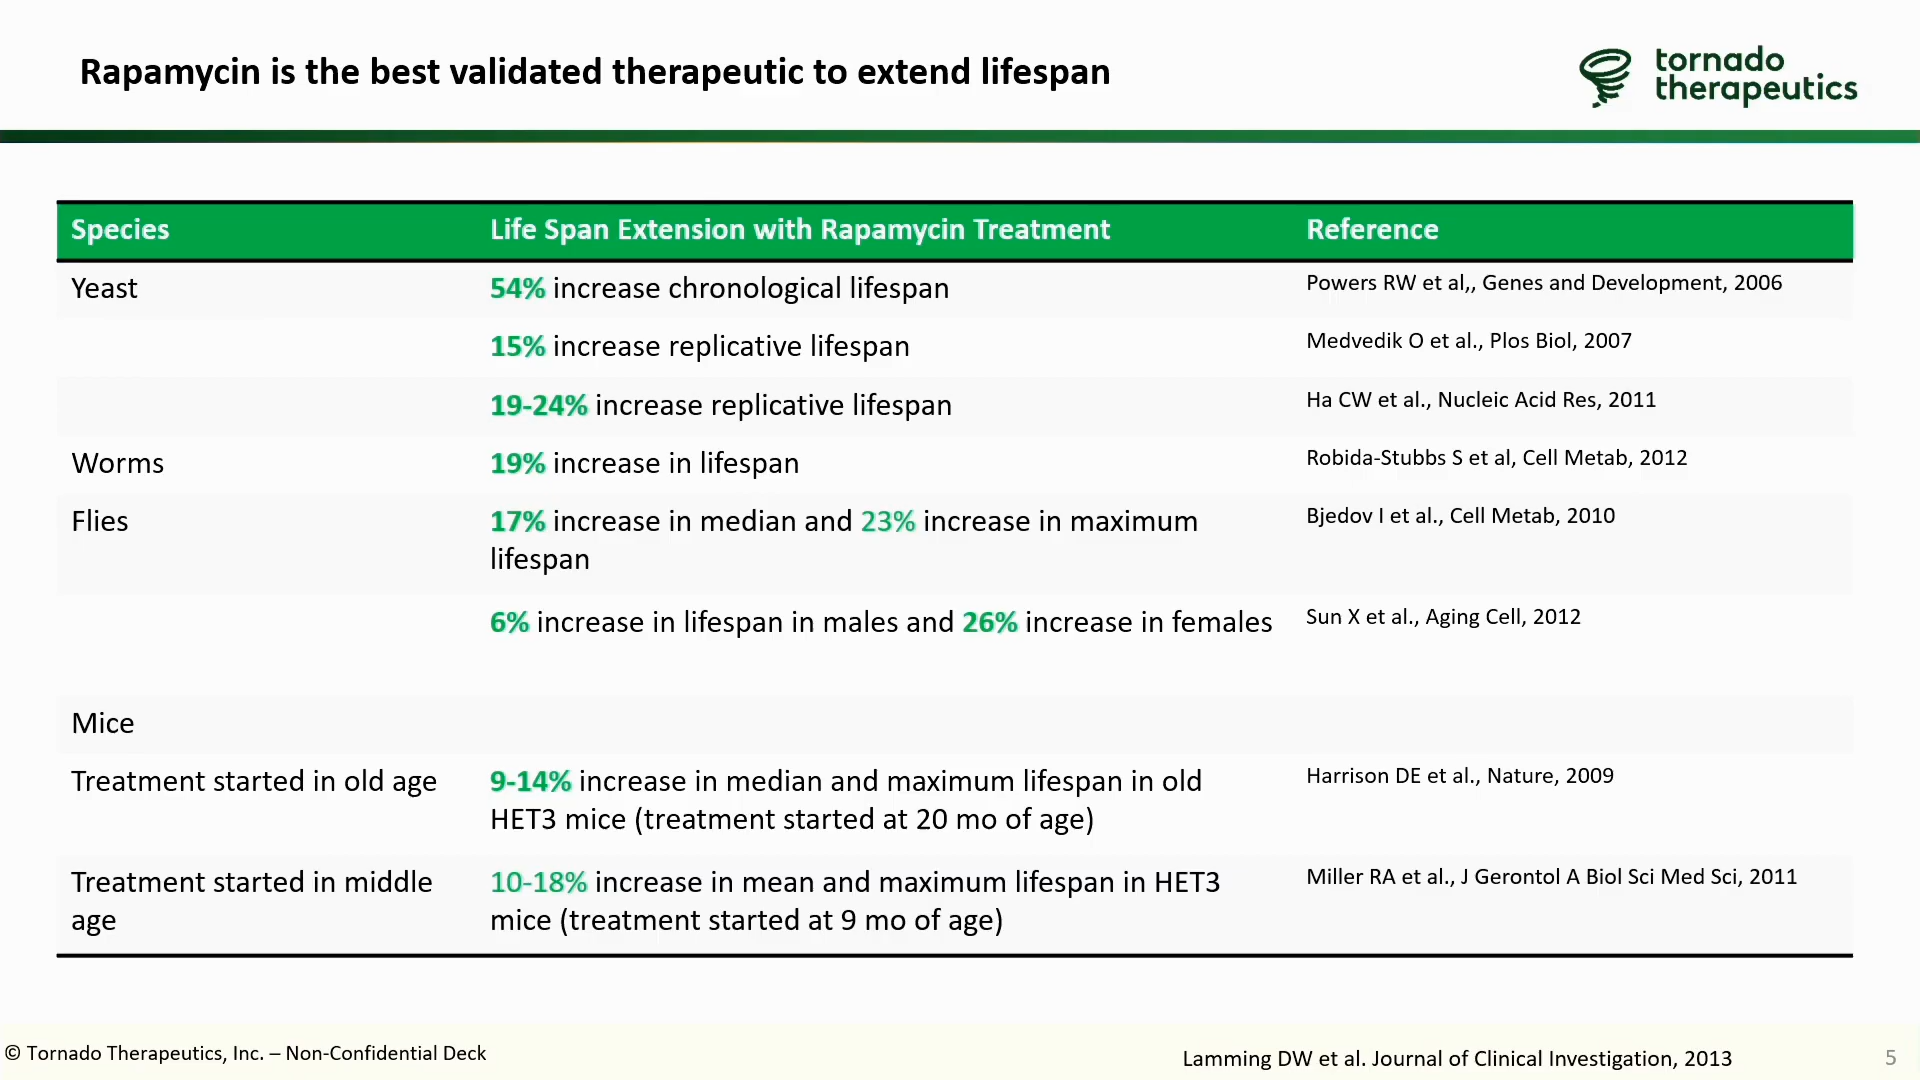 Rapamycin is the best validated therapeutic to extend lifespan
tornado
therapeutics
Species Life Span Extension with Rapamycin Treatment Reference
Yeast 54% increase chronological lifespan Powers RW et al,, Genes and Development, 2006
15% increase replicative lifespan Medvedik O et al., Plos Biol, 2007
19-24% increase replicative lifespan Ha CW et al., Nucleic Acid Res, 2011
Worms 19% increase in lifespan Robida-Stubbs S et al, Cell Metab, 2012
Flies 17% increase in median and 23% increase in maximum Bjedov I et al., Cell Metab, 2010
lifespan
6% increase in lifespan in males and 26% increase in females Sun X et al., Aging Cell, 2012
Mice
Treatment started in old age 9-14% increase in median and maximum lifespan in old Harrison DE et al., Nature, 2009
HET3 mice (treatment started at 20 mo of age)
Treatment started in middle 10-18% increase in mean and maximum lifespan in HET3 Miller RA et al., J Gerontol A Biol Sci Med Sci, 2011
age mice (treatment started at 9 mo of age)
© Tornado Therapeutics, Inc. – Non-Confidential Deck
Lamming DW et al. Journal of Clinical Investigation, 2013
5